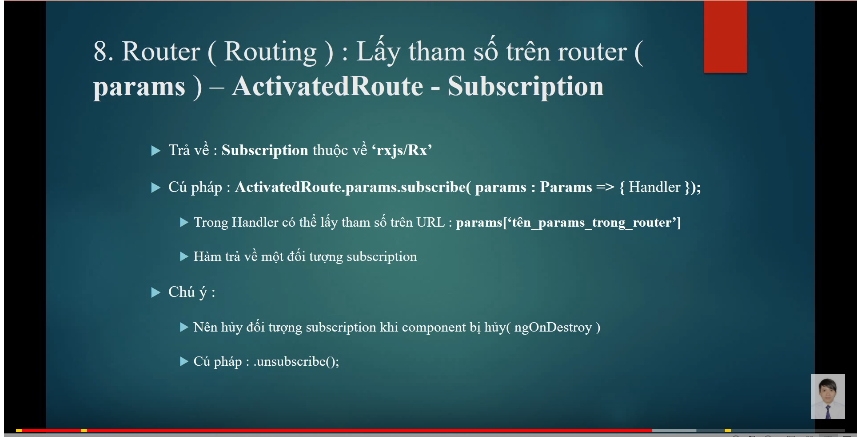 8. Router ( Routing ) : Lấy tham số trên router (
params ) – ActivatedRoute - Subscription
Trả về : Subscription thuộc về ‘rxjs/Rx’
Cú pháp : ActivatedRoute.params.subscribe( params : Params => { Handler });
Trong Handler có thể lấy tham số trên URL : params[‘tên_params_trong_router’]
Hàm trả về một đối tượng subscription
Chú ý :
Nên hủy đối tượng subscription khi component bị hủy( ngOnDestroy )
Cú pháp : .unsubscribe();